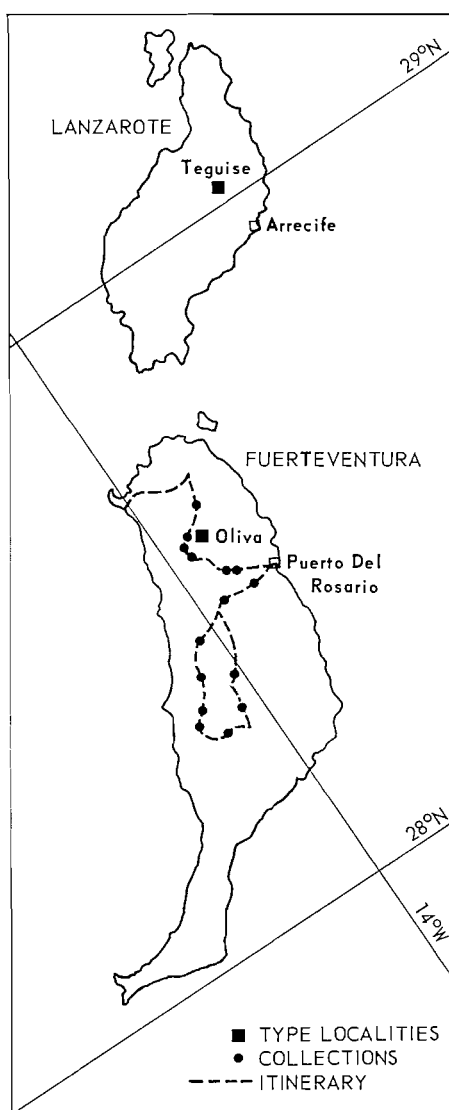 29°N
LANZAROTE
Teguise
Arrecife
FUERTEVENTURA
Oliva
Puerto Del
Rosario
28°N
14°W
TYPE LOCALITIES
COLLECTIONS
ITINERARY